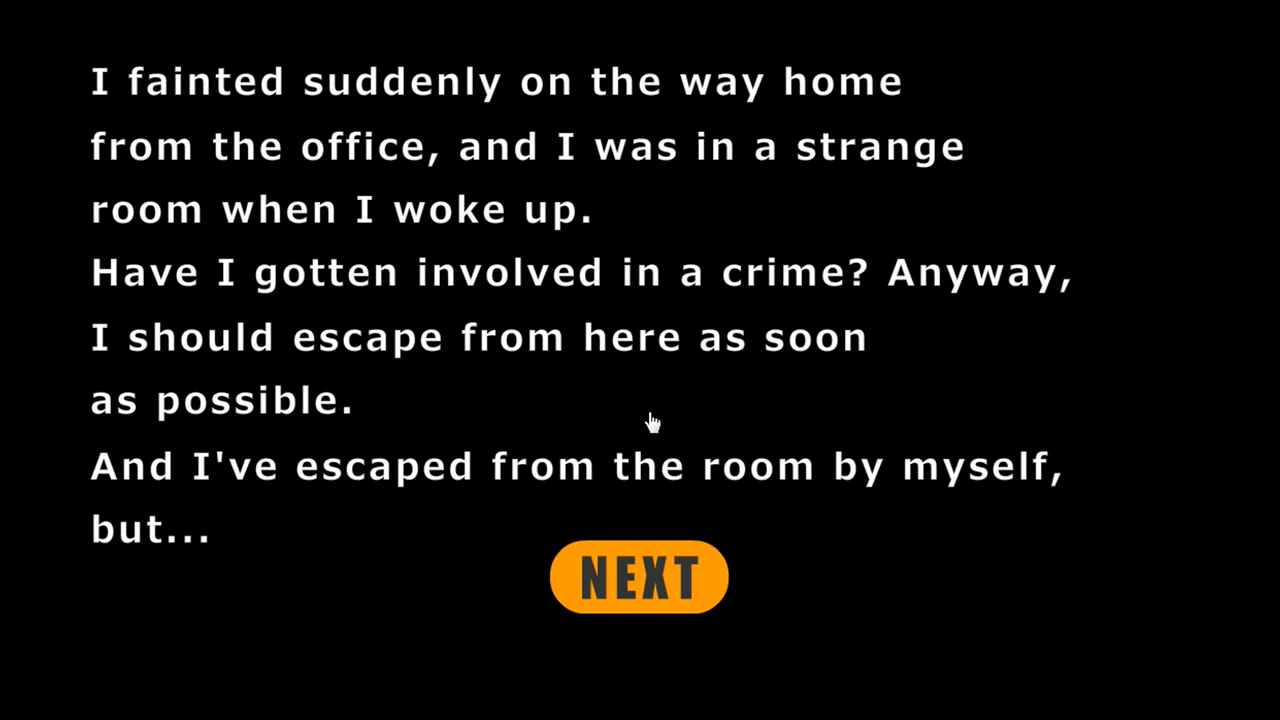 I fainted suddenly on the way home
from the office, and I was in a strange
room when I woke up.
Have I gotten involved in a crime? Anyway,
I should escape from here as soon
as possible.
And I've escaped from the room by myself,
but...
NEXT